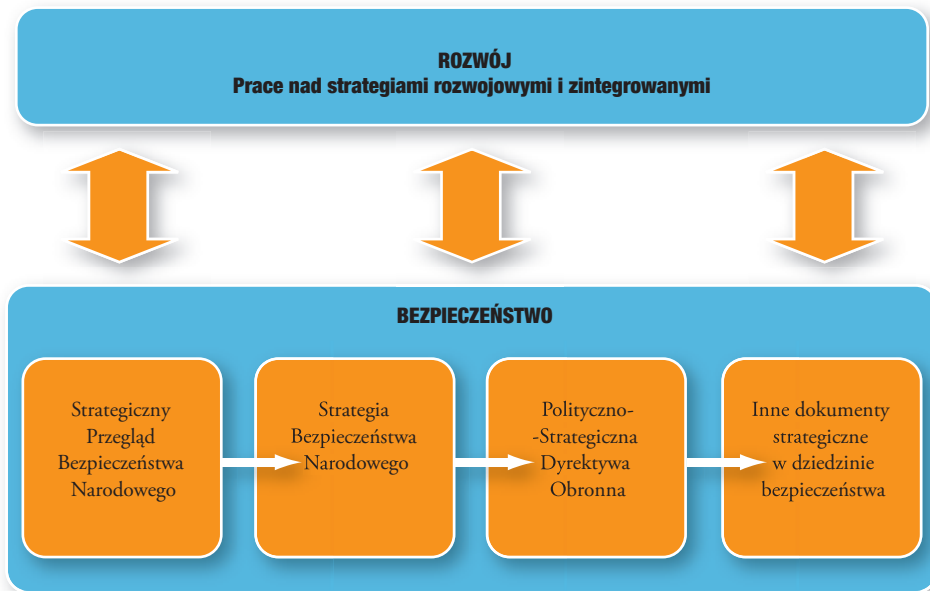 ROZWÓJ
Prace nad strategiami rozwojowymi i zintegrowanymi
BEZPIECZEŃSTWO
Strategiczny
Przegląd
Bezpieczeństwa
Narodowego
Strategia
Bezpieczeństwa
Narodowego
Polityczno-
-Strategiczna
Dyrektywa
Obronna
Inne dokumenty
strategiczne
w dziedzinie
bezpieczeństwa